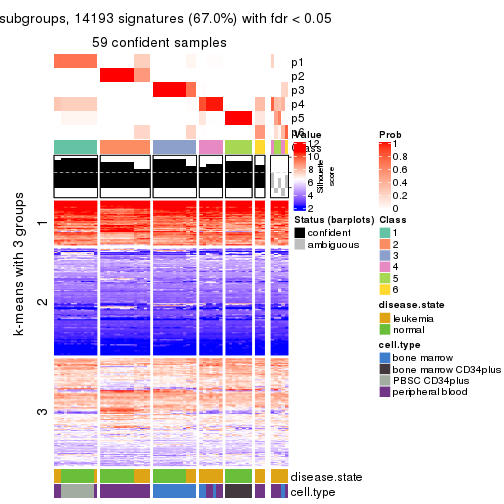 subgroups, 14193 signatures (67.0%) with fdr < 0.05
59 confident samples
p1
p2
p3
p4
p5
p6
Class
Silhouette
score
k-means with 3 groups
1
2
3
disease.state
cell.type
Value
12
10
8
6
4
2
Prob
1
0.8
0.6
0.4
0.2
0
Status (barplots)
confident
ambiguous
Class
1
2
3
4
5
6
disease.state
leukemia
normal
cell.type
bone marrow
bone marrow CD34plus
PBSC CD34plus
peripheral blood